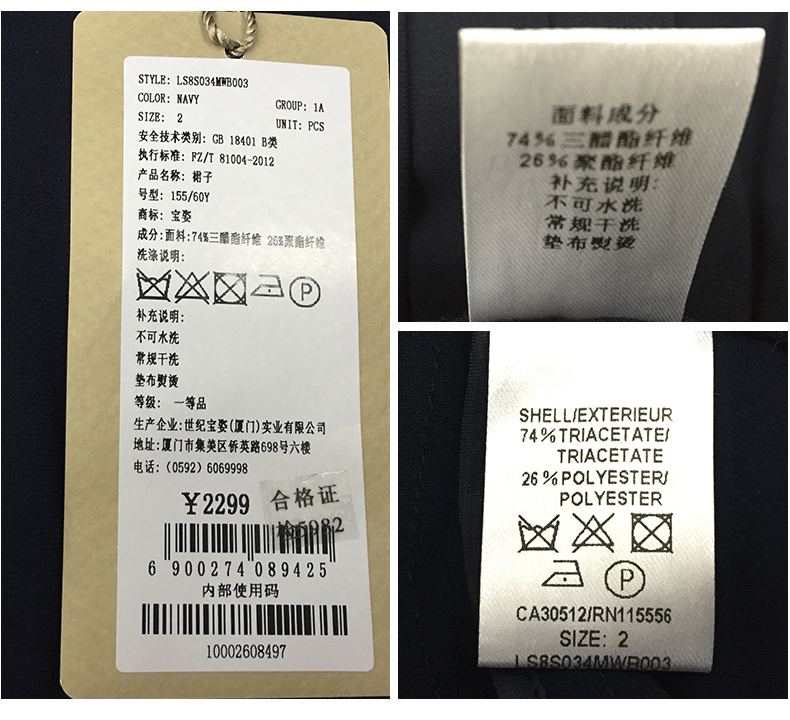 STYLE: LS8S034MWB003
COLOR: NAVY
GROUP: 1A
SIZE: 2
UNIT: PCS
安全技术类别: GB 18401 B类
执行标准: FZ/T 81004-2012
产品名称: 裙子
号型: 155/60Y
商标: 宝姿
成分:面料:74%三醋酯纤维 26%聚酯纤维
洗涤说明:
P
补充说明:
不可水洗
常规干洗
垫布熨烫
等级: 一等品
生产企业:世纪宝姿(厦门)实业有限公司
地址:厦门市集美区侨英路698号六楼
电话: (0592) 6069998
¥2299
合格证
检5982
6 900274 089425
内部使用码
10002608497
面料成分
74%三醋酯纤维
26%聚酯纤维
补充说明:
不可水洗
常规干洗
垫布熨烫
SHELL/EXTERIEUR
74%TRIACETATE/
TRIACETATE
26%POLYESTER/
POLYESTER
P
CA30512/RN115556
SIZE: 2
LS8S034MWB003